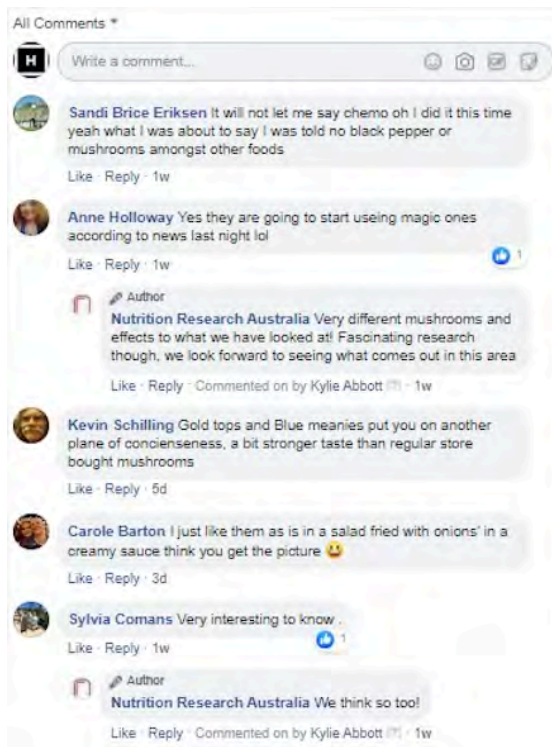 All Comments
H
Write a comment...
GIF
Sandi Brice Eriksen It will not let me say chemo oh I did it this time
yeah what I was about to say I was told no black pepper or
mushrooms amongst other foods
Like · Reply · 1w
Anne Holloway Yes they are going to start useing magic ones
according to news last night lol
1
Like · Reply · 1w
Author
Nutrition Research Australia Very different mushrooms and
effects to what we have looked at! Fascinating research
though, we look forward to seeing what comes out in this area
Like · Reply · Commented on by Kylie Abbott [?] · 1w
Kevin Schilling Gold tops and Blue meanies put you on another
plane of concienseness, a bit stronger taste than regular store
bought mushrooms
Like · Reply · 5d
Carole Barton I just like them as is in a salad fried with onions' in a
creamy sauce think you get the picture 😃
Like · Reply · 3d
Sylvia Comans Very interesting to know .
1
Like · Reply · 1w
Author
Nutrition Research Australia We think so too!
Like · Reply · Commented on by Kylie Abbott [?] · 1w